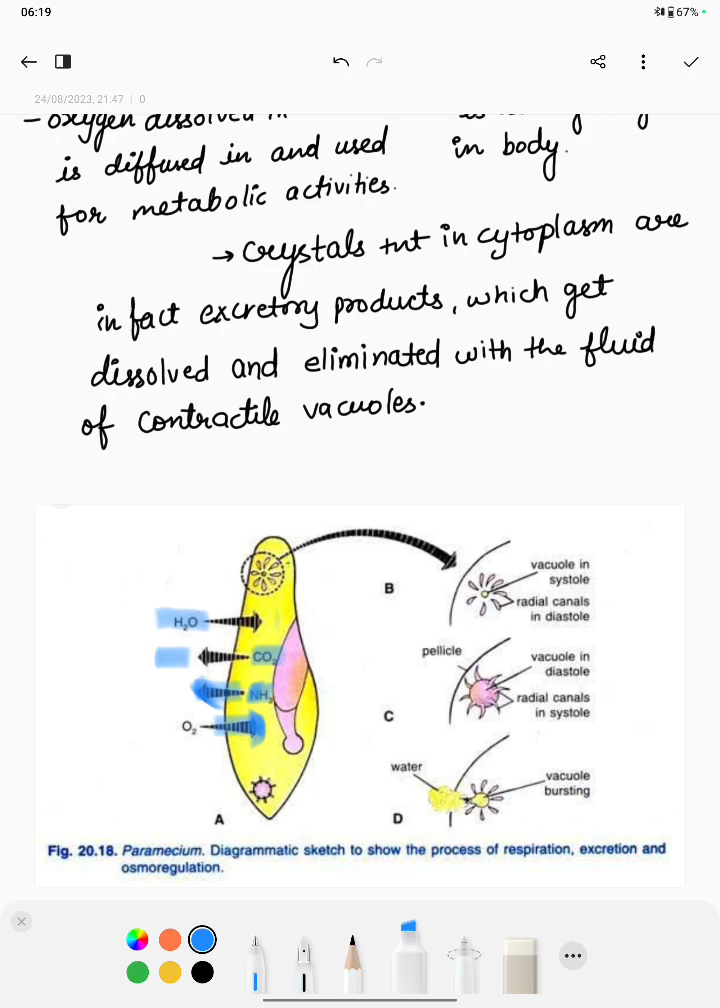 06:19
67%
24/08/2023, 21:47 | 0
– oxygen dissolved in
is diffused in and used
for metabolic activities.
in body.
→ Crystals tnt in cytoplasm are
in fact excretory products, which get
dissolved and eliminated with the fluid
of contractile vacuoles.
H₂O
CO₂
NH₃
O₂
A
B
vacuole in
systole
radial canals
in diastole
pellicle
vacuole in
diastole
radial canals
in systole
C
water
vacuole
bursting
D
Fig. 20.18. Paramecium. Diagrammatic sketch to show the process of respiration, excretion and
osmoregulation.